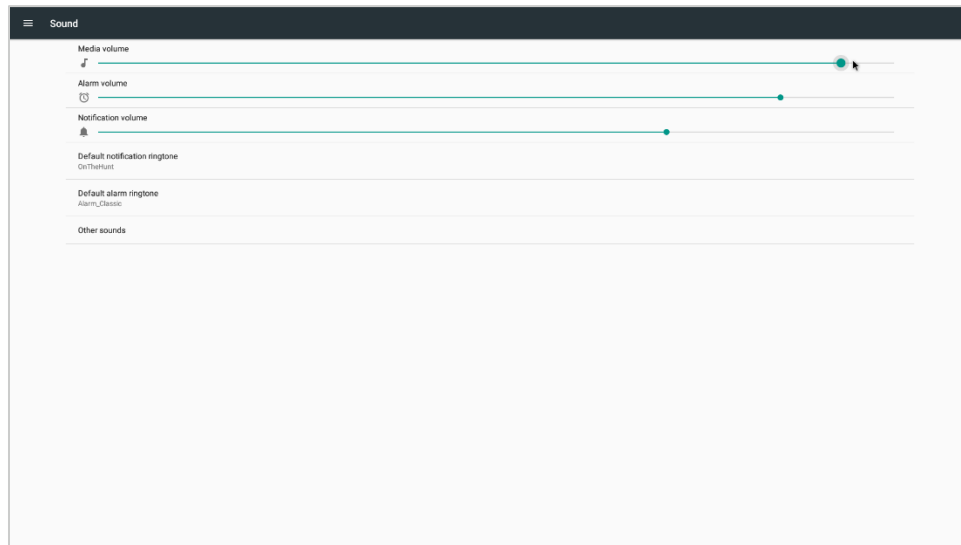 Sound
Media volume
Alarm volume
Notification volume
Default notification ringtone
OnTheHunt
Default alarm ringtone
Alarm_Classic
Other sounds